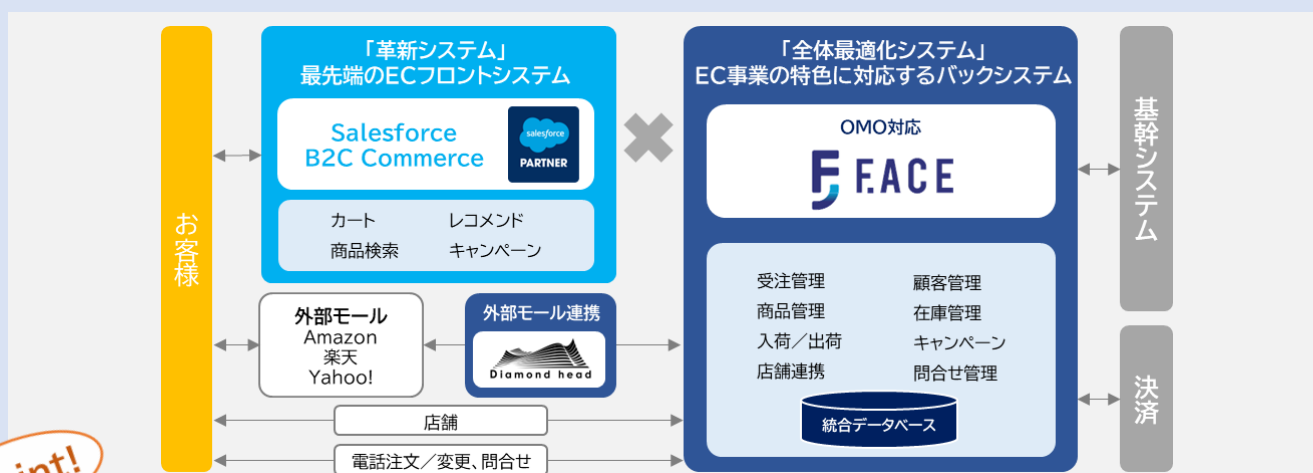 お客様
「革新システム」
最先端のECフロントシステム
Salesforce
B2C Commerce
salesforce
PARTNER
カート
レコメンド
商品検索
キャンペーン
外部モール
Amazon
楽天
Yahoo!
外部モール連携
Diamond head
店舗
電話注文／変更、問合せ
「全体最適化システム」
EC事業の特色に対応するバックシステム
OMO対応
F.ACE
受注管理
顧客管理
商品管理
在庫管理
入荷／出荷
キャンペーン
店舗連携
問合せ管理
統合データベース
基幹システム
決済
int!